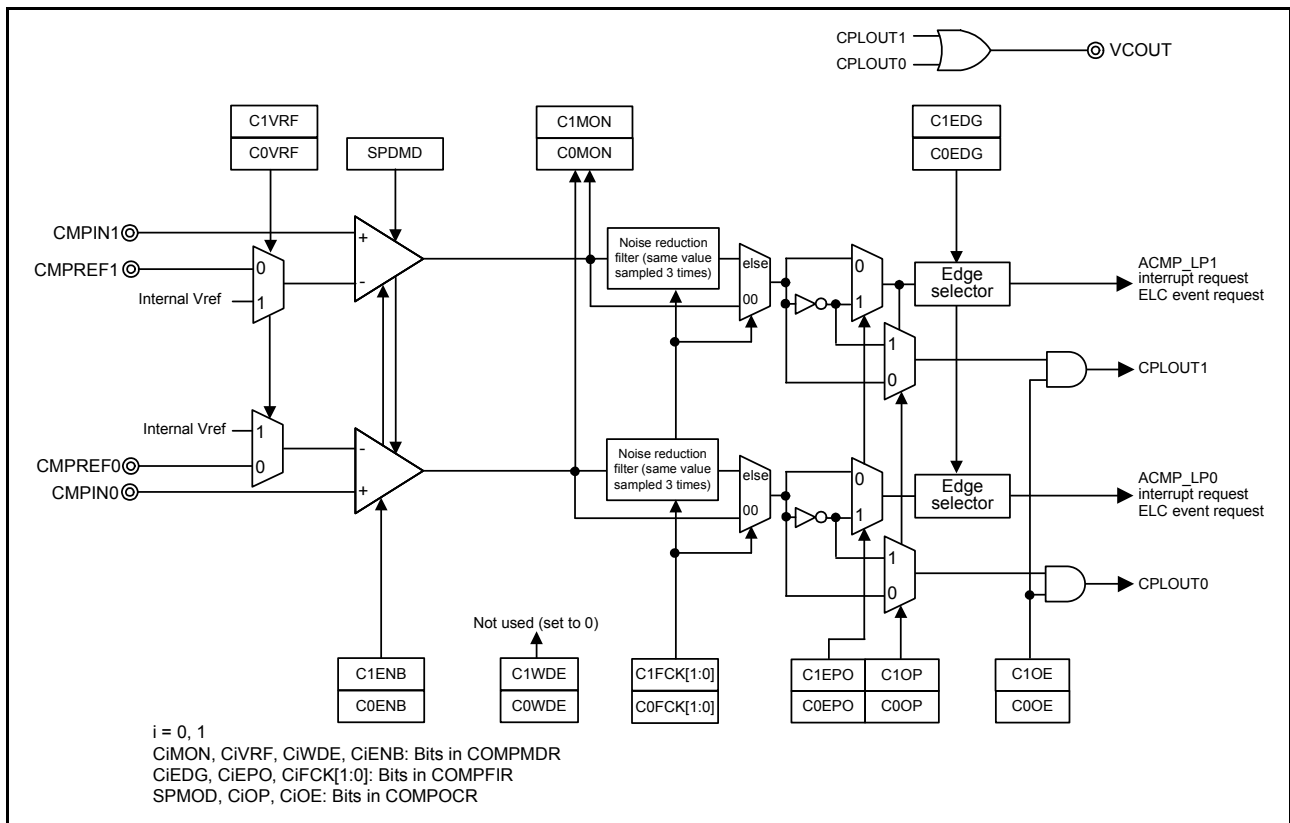 CPLOUT1
CPLOUT0
VCOUT
C1VRF
C0VRF
SPDMD
C1MON
C0MON
C1EDG
C0EDG
CMPIN1
CMPREF1
Internal Vref
0
1
+
-
Noise reduction
filter (same value
sampled 3 times)
else
00
0
1
1
0
Edge
selector
ACMP_LP1
interrupt request
ELC event request
CPLOUT1
Internal Vref
CMPREF0
CMPIN0
1
0
-
+
Noise reduction
filter (same value
sampled 3 times)
else
00
0
1
1
0
Edge
selector
ACMP_LP0
interrupt request
ELC event request
CPLOUT0
Not used (set to 0)
C1ENB
C0ENB
C1WDE
C0WDE
C1FCK[1:0]
C0FCK[1:0]
C1EPO
C0EPO
C1OP
C0OP
C1OE
C0OE
i = 0, 1
CiMON, CiVRF, CiWDE, CiENB: Bits in COMPMDR
CiEDG, CiEPO, CiFCK[1:0]: Bits in COMPFIR
SPMOD, CiOP, CiOE: Bits in COMPOCR